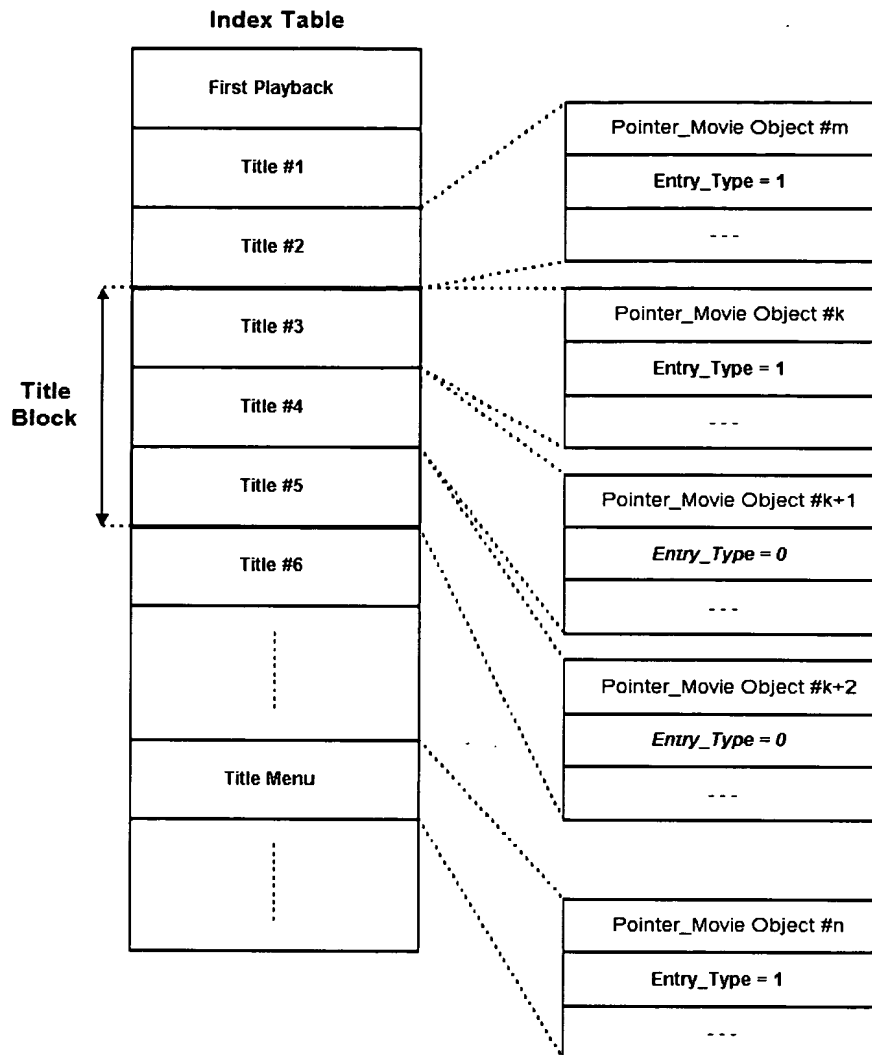 Index Table
First Playback
Title #1
Title #2
Title #3
Title #4
Title #5
Title #6
Title Menu
Title
Block
Pointer_Movie Object #m
Entry_Type = 1
- - -
Pointer_Movie Object #k
Entry_Type = 1
- - -
Pointer_Movie Object #k+1
Entry_Type = 0
- - -
Pointer_Movie Object #k+2
Entry_Type = 0
- - -
Pointer_Movie Object #n
Entry_Type = 1
- - -